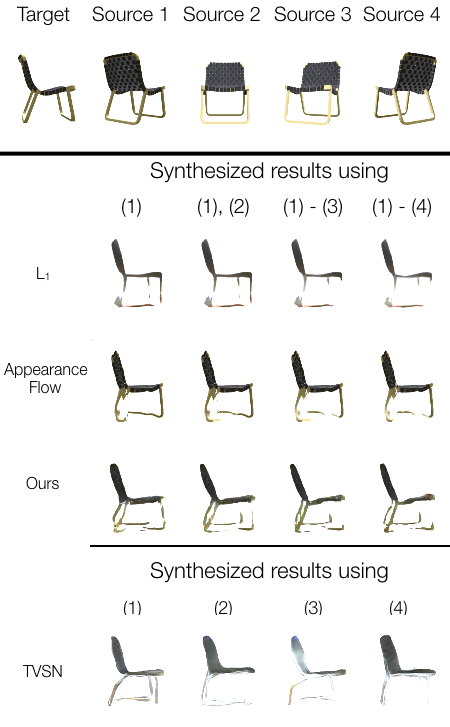 Target Source 1 Source 2 Source 3 Source 4
Synthesized results using
(1) (1), (2) (1) - (3) (1) - (4)
L₁
Appearance
Flow
Ours
Synthesized results using
(1) (2) (3) (4)
TVSN